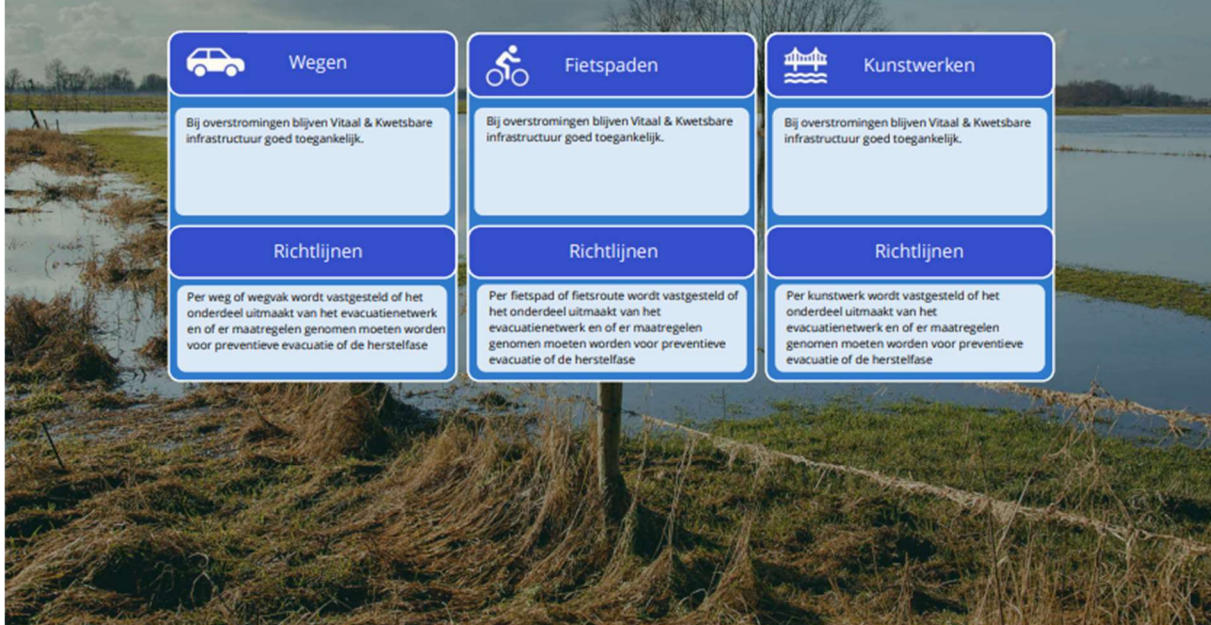 Wegen
Bij overstromingen blijven Vitaal & Kwetsbare
infrastructuur goed toegankelijk.
Richtlijnen
Per weg of wegvak wordt vastgesteld of het
onderdeel uitmaakt van het evacuatienetwerk
en of er maatregelen genomen moeten worden
voor preventieve evacuatie of de herstelfase
Fietspaden
Bij overstromingen blijven Vitaal & Kwetsbare
infrastructuur goed toegankelijk.
Richtlijnen
Per fietspad of fietsroute wordt vastgesteld of
het onderdeel uitmaakt van het
evacuatienetwerk en of er maatregelen
genomen moeten worden voor preventieve
evacuatie of de herstelfase
Kunstwerken
Bij overstromingen blijven Vitaal & Kwetsbare
infrastructuur goed toegankelijk.
Richtlijnen
Per kunstwerk wordt vastgesteld of het
onderdeel uitmaakt van het
evacuatienetwerk en of er maatregelen
genomen moeten worden voor preventieve
evacuatie of de herstelfase